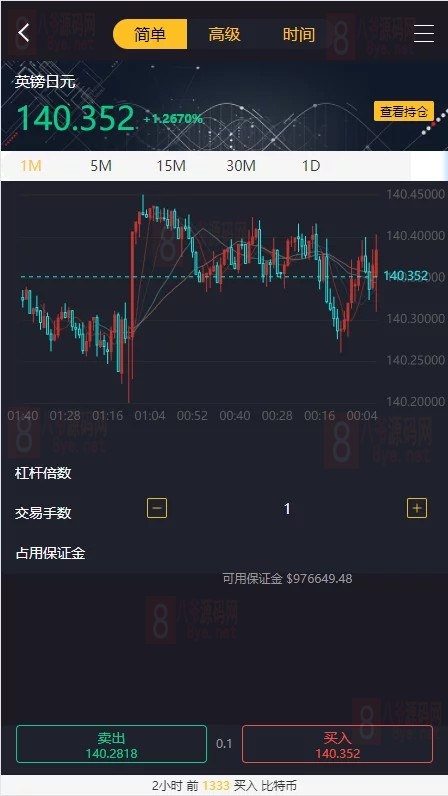 简单 高级 时间
英镑日元
140.352 +1.2670%
查看持仓
1M 5M 15M 30M 1D
140.45000
140.40000
140.352
140.30000
140.25000
140.20000
01:40 01:28 01:16 01:04 00:52 00:40 00:28 00:16 00:04
杠杆倍数
交易手数 − 1 +
占用保证金
可用保证金 $976649.48
卖出 0.1 买入
140.2818 140.352
2小时 前 1333 买入 比特币